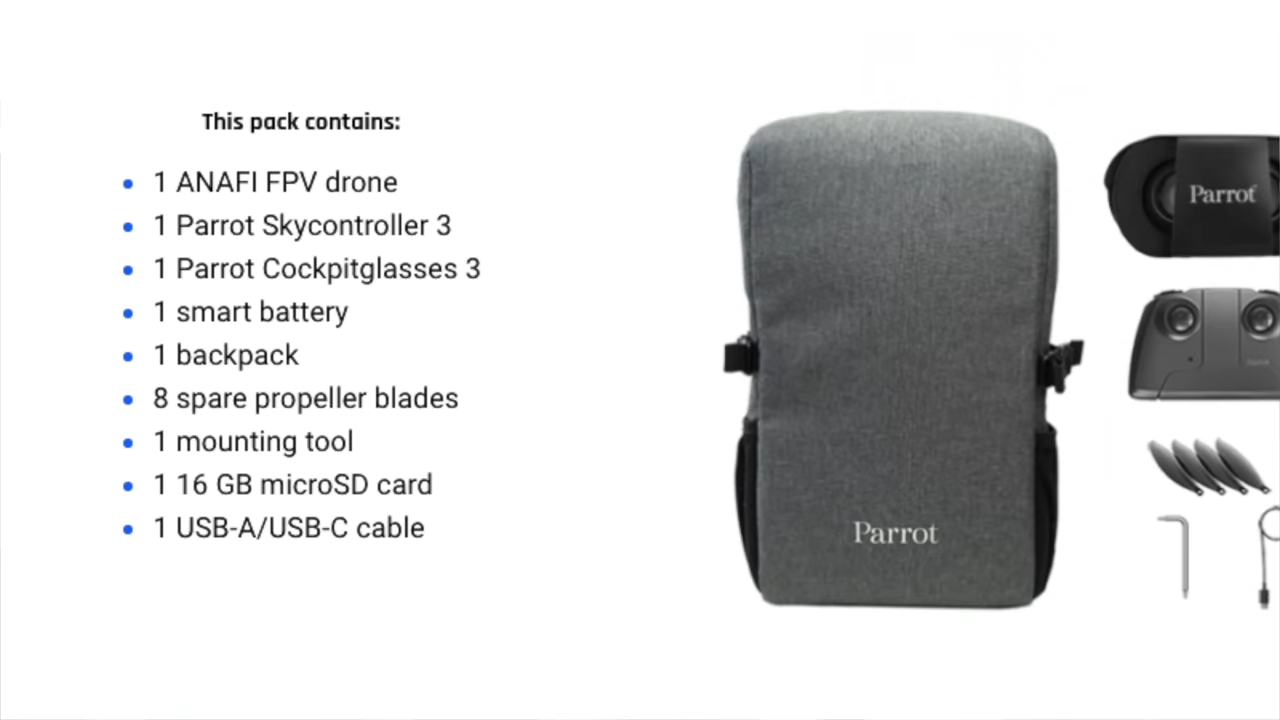 This pack contains:
1 ANAFI FPV drone
1 Parrot Skycontroller 3
1 Parrot Cockpitglasses 3
1 smart battery
1 backpack
8 spare propeller blades
1 mounting tool
1 16 GB microSD card
1 USB-A/USB-C cable
Parrot
Parrot